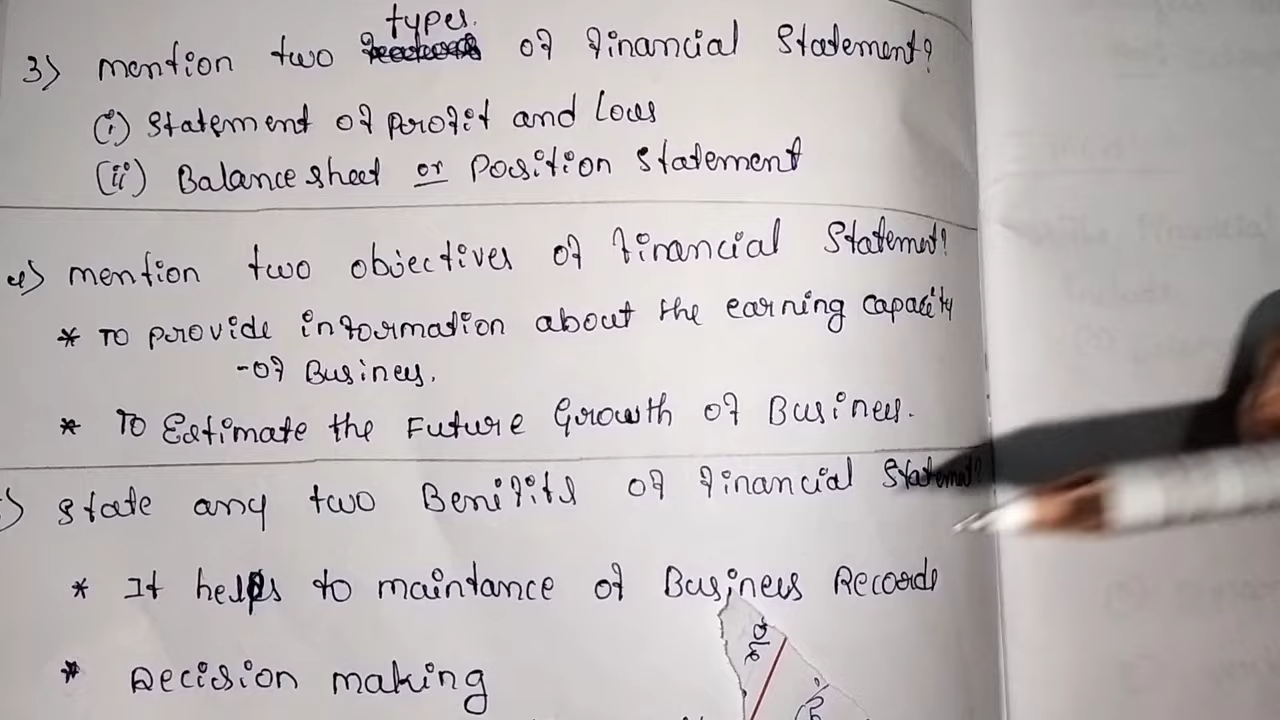 types.
3) mention two of Financial Statement?
(i) Statement of profit and Loss
(ii) Balance sheet or Position Statement
4) mention two objectives of Financial Statement?
* To provide information about the earning capacity
-of Business.
* To Estimate the Future Growth of Business.
) State any two Benifits of Financial Statement?
* It helps to maintance of Business Records
* Decision making